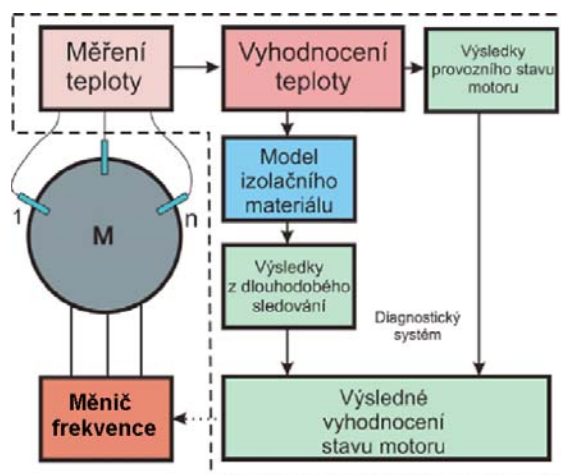 Měření
teploty
Vyhodnocení
teploty
Výsledky
provozního stavu
motoru
Model
izolačního
materiálu
1
n
M
Výsledky
z dlouhodobého
sledování
Diagnostický
systém
Měnič
frekvence
Výsledné
vyhodnocení
stavu motoru